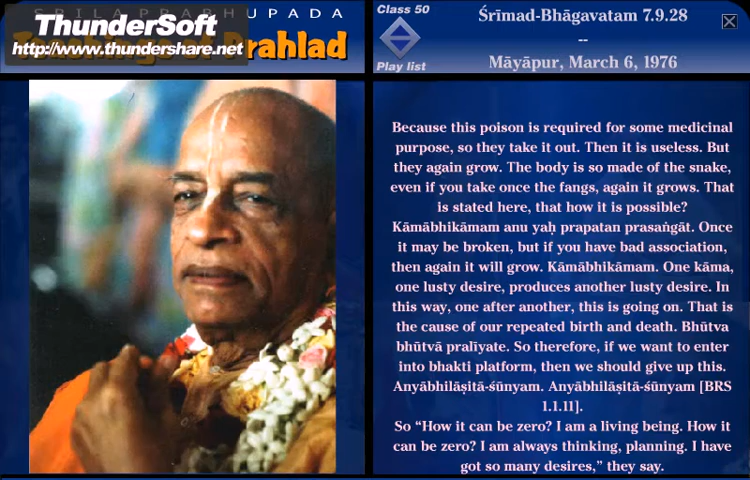 SRILA PRABHUPADA
ThunderSoft
http://www.thundershare.net
Prahlad
Class 50
Play list
Śrīmad-Bhāgavatam 7.9.28
--
Māyāpur, March 6, 1976
Because this poison is required for some medicinal
purpose, so they take it out. Then it is useless. But
they again grow. The body is so made of the snake,
even if you take once the fangs, again it grows. That
is stated here, that how it is possible?
Kāmābhikāmam anu yaḥ prapatan prasaṅgāt. Once
it may be broken, but if you have bad association,
then again it will grow. Kāmābhikāmam. One kāma,
one lusty desire, produces another lusty desire. In
this way, one after another, this is going on. That is
the cause of our repeated birth and death. Bhūtva
bhūtvā pralīyate. So therefore, if we want to enter
into bhakti platform, then we should give up this.
Anyābhilāṣitā-śūnyam. Anyābhilāṣitā-śūnyam [BRS
1.1.11].
So “How it can be zero? I am a living being. How it
can be zero? I am always thinking, planning. I have
got so many desires,” they say.